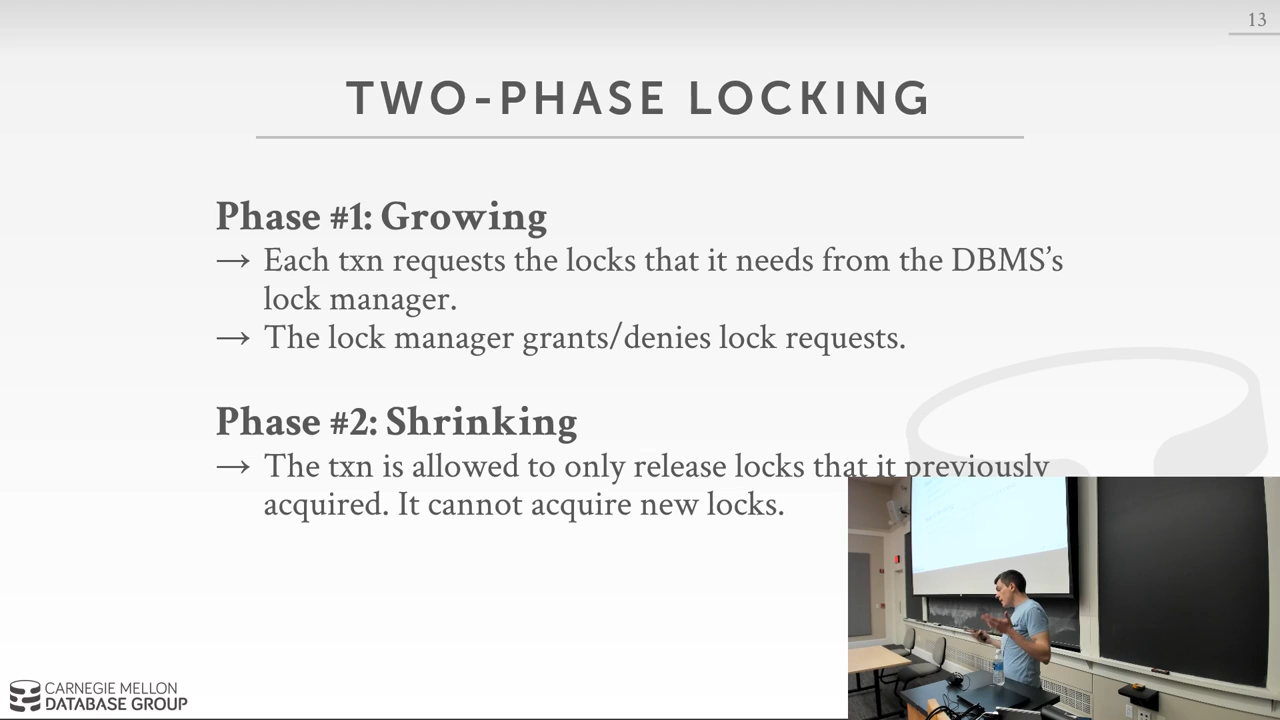 13
TWO-PHASE LOCKING
Phase #1: Growing
→ Each txn requests the locks that it needs from the DBMS’s
lock manager.
→ The lock manager grants/denies lock requests.
Phase #2: Shrinking
→ The txn is allowed to only release locks that it previously
acquired. It cannot acquire new locks.
CARNEGIE MELLON
DATABASE GROUP